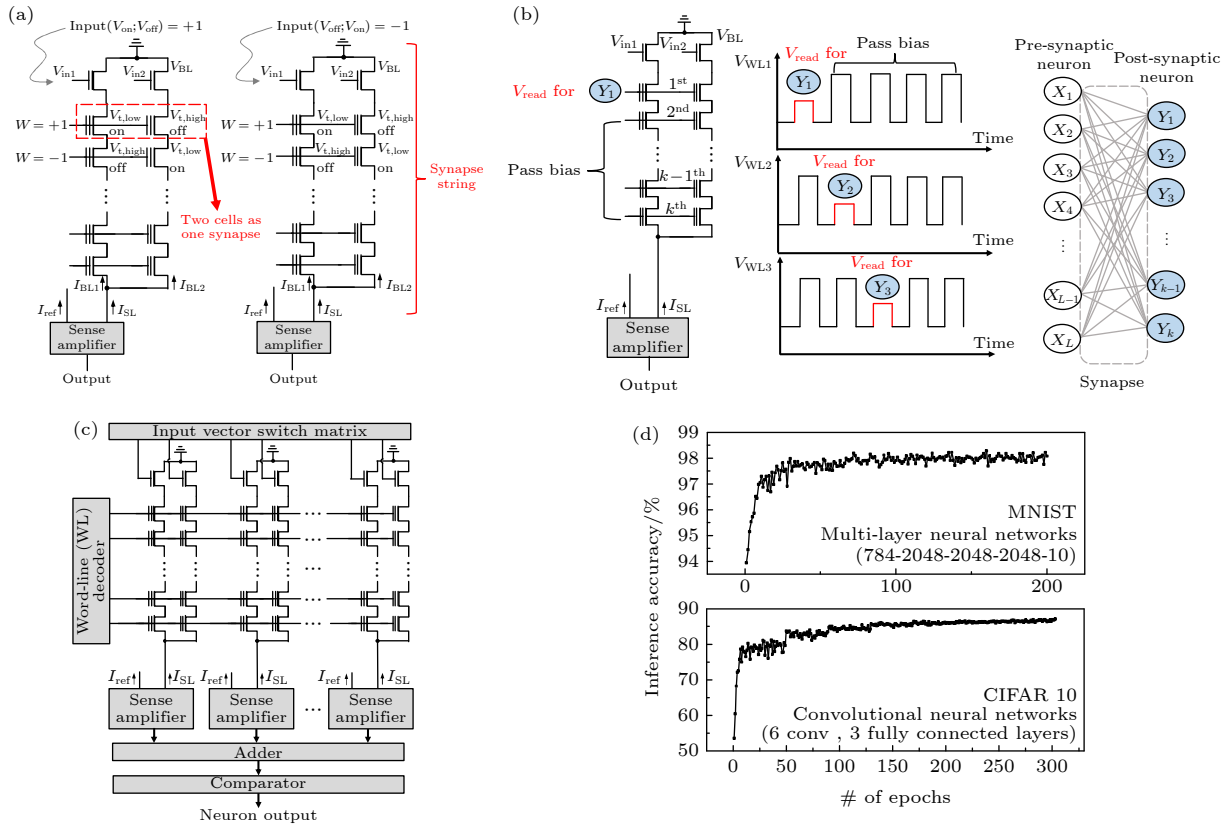 (a)
Input(Von;Voff) = +1
Input(Voff;Von) = −1
Vin1
Vin2
VBL
Vin1
Vin2
VBL
W = +1
Vt,low
on
Vt,high
off
W = +1
Vt,low
on
Vt,high
off
W = −1
Vt,high
off
Vt,low
on
W = −1
Vt,high
off
Vt,low
on
Synapse
string
Two cells as
one synapse
IBL1
IBL2
IBL1
IBL2
Iref
ISL
Iref
ISL
Sense
amplifier
Sense
amplifier
Output
Output
(b)
Vin1
Vin2
VBL
Vread for
Y1
1st
2nd
Pass bias
k−1th
kth
Sense
amplifier
Output
Vread for
Pass bias
VWL1
Y1
Time
Vread for
VWL2
Y2
Time
Vread for
VWL3
Y3
Time
Pre-synaptic
neuron
Post-synaptic
neuron
X1
X2
X3
X4
XL−1
XL
Y1
Y2
Y3
Yk−1
Yk
Synapse
(c)
Input vector switch matrix
Word-line (WL)
decoder
Iref
ISL
Iref
ISL
Iref
ISL
Sense
amplifier
Sense
amplifier
Sense
amplifier
Adder
Comparator
Neuron output
(d)
Inference accuracy/%
99
98
97
96
95
94
MNIST
Multi-layer neural networks
(784-2048-2048-2048-10)
0
100
200
90
80
70
60
50
CIFAR 10
Convolutional neural networks
(6 conv , 3 fully connected layers)
0
50
100
150
200
250
300
# of epochs